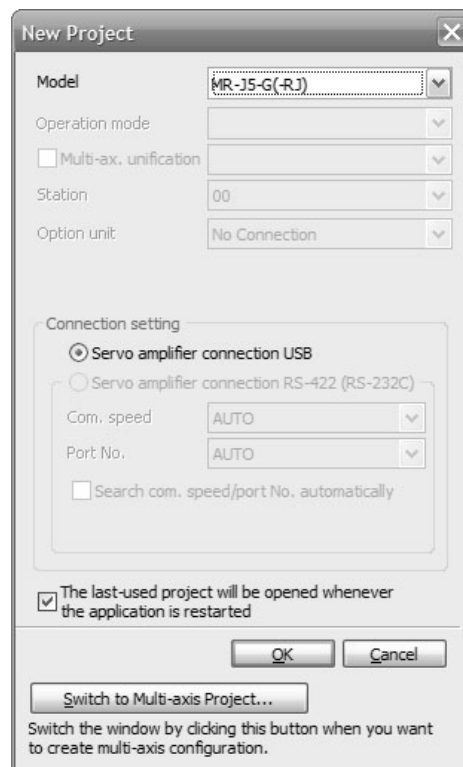 New Project
Model
MR-J5-G(-RJ)
Operation mode
Multi-ax. unification
Station
00
Option unit
No Connection
Connection setting
Servo amplifier connection USB
Servo amplifier connection RS-422 (RS-232C)
Com. speed
AUTO
Port No.
AUTO
Search com. speed/port No. automatically
The last-used project will be opened whenever
the application is restarted
OK
Cancel
Switch to Multi-axis Project...
Switch the window by clicking this button when you want
to create multi-axis configuration.